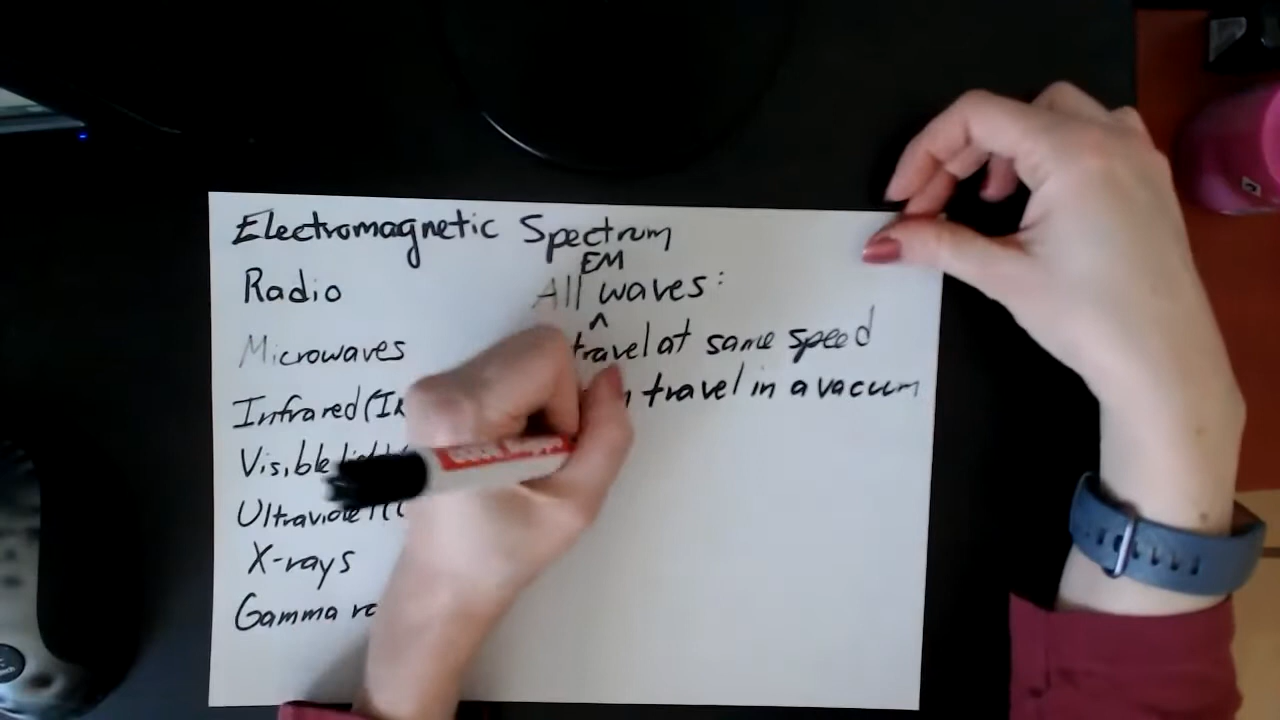 Electromagnetic Spectrum
EM
Radio All ^ waves:
Microwaves travel at same speed
Infrared travel in a vacuum
Visible
X-rays
Gamma